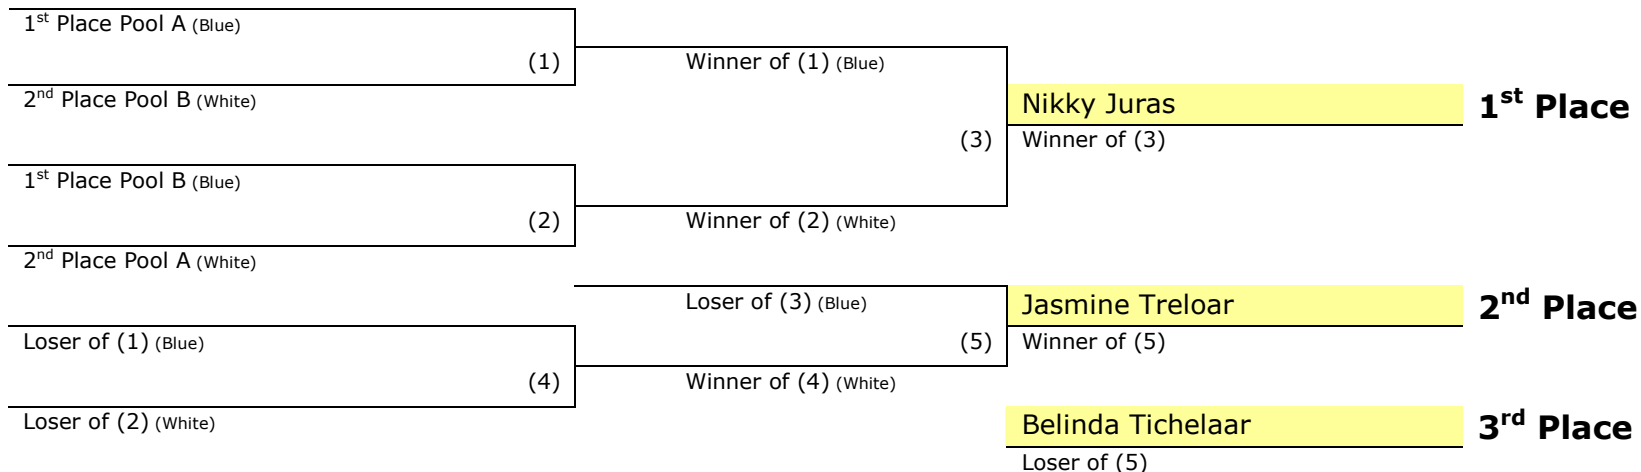 1st Place Pool A (Blue)
(1)
Winner of (1) (Blue)
2nd Place Pool B (White)
Nikky Juras
1st Place
(3)
Winner of (3)
1st Place Pool B (Blue)
(2)
Winner of (2) (White)
2nd Place Pool A (White)
Loser of (3) (Blue)
Jasmine Treloar
2nd Place
Loser of (1) (Blue)
(5)
Winner of (5)
(4)
Winner of (4) (White)
Loser of (2) (White)
Belinda Tichelaar
3rd Place
Loser of (5)